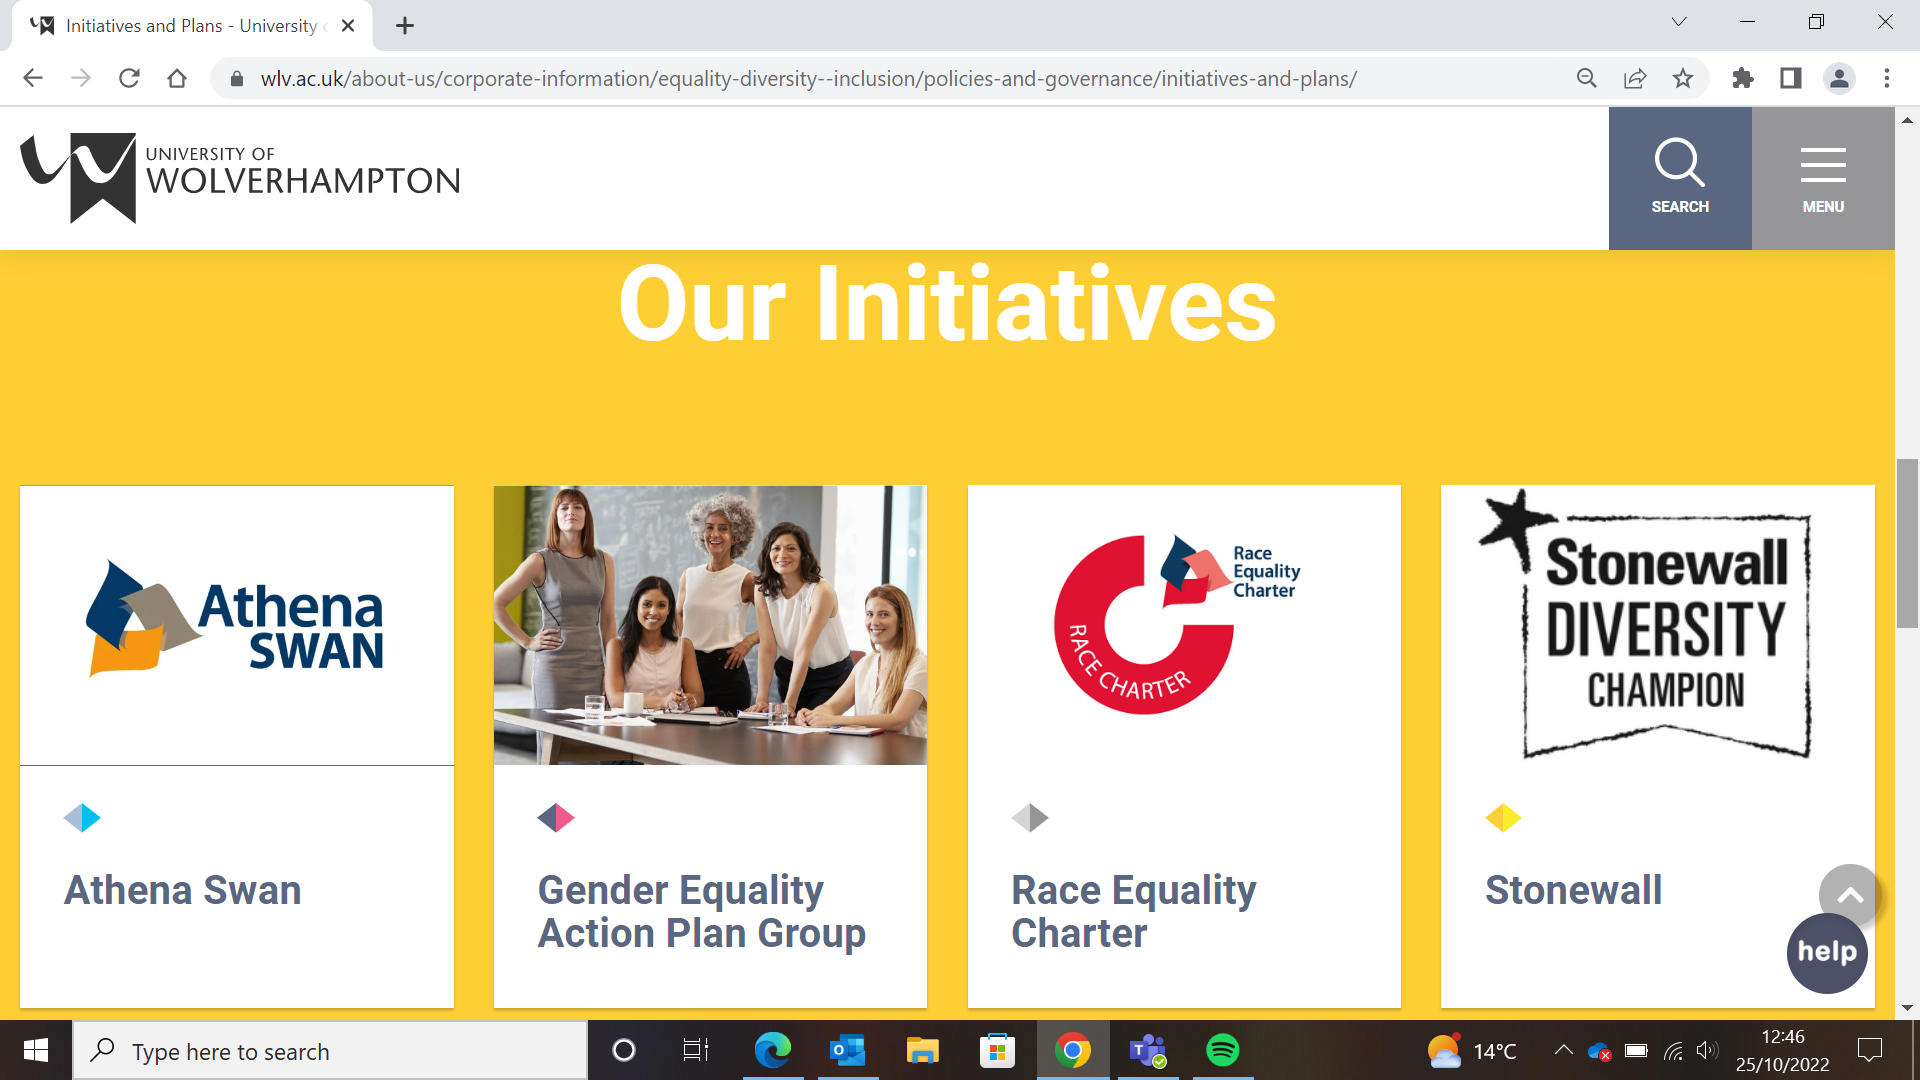 Initiatives and Plans - University
wlv.ac.uk/about-us/corporate-information/equality-diversity--inclusion/policies-and-governance/initiatives-and-plans/
UNIVERSITY OF
WOLVERHAMPTON
SEARCH
MENU
Our Initiatives
Athena
SWAN
Race
Equality
Charter
RACE CHARTER
Stonewall
DIVERSITY
CHAMPION
Athena Swan
Gender Equality
Action Plan Group
Race Equality
Charter
Stonewall
help
Type here to search
14°C
12:46
25/10/2022